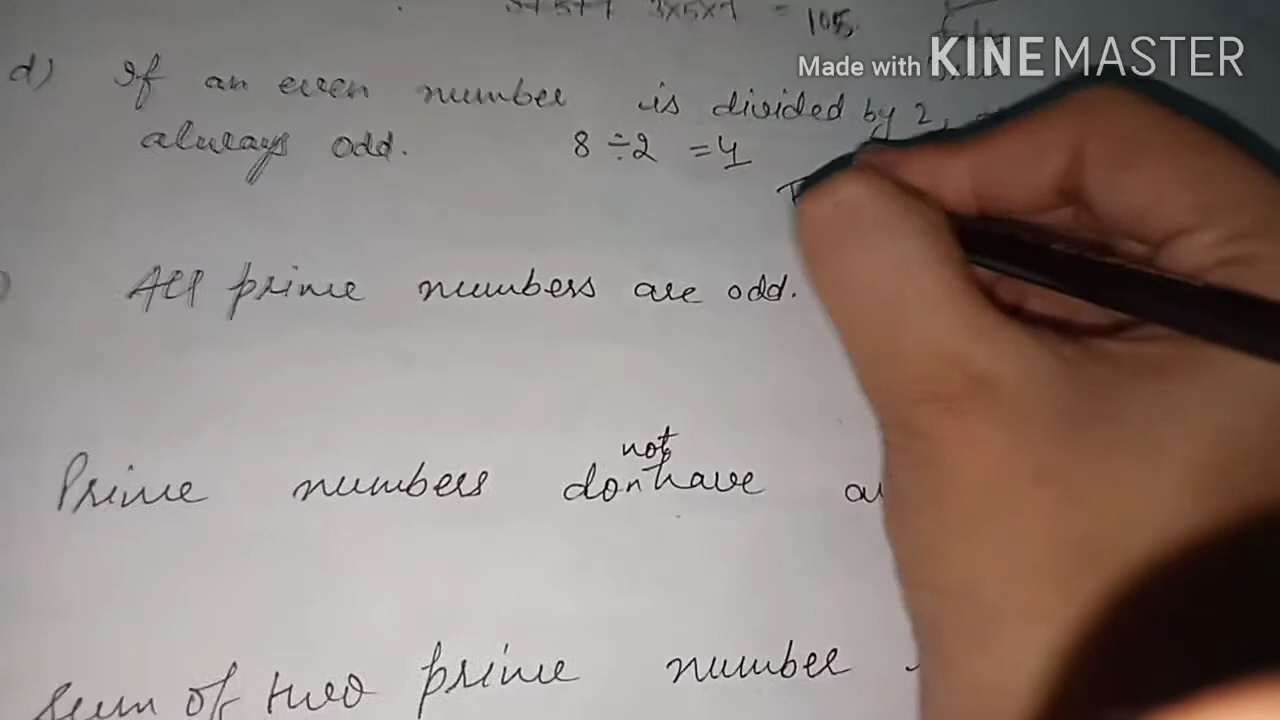 = 105
Made with KINEMASTER
d) If an even number is divided by 2,
always odd. 8 ÷ 2 = 4
All prime numbers are odd.
not
Prime numbers don have
Sum of two prime number